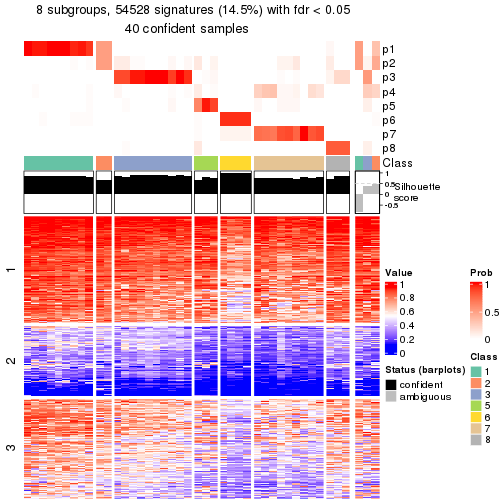 8 subgroups, 54528 signatures (14.5%) with fdr < 0.05
40 confident samples
p1
p2
p3
p4
p5
p6
p7
p8
Class
1
0.5
0
-0.5
Silhouette
score
1
2
3
Value
1
0.8
0.6
0.4
0.2
0
Status (barplots)
confident
ambiguous
Prob
1
0.5
0
Class
1
2
3
5
6
7
8